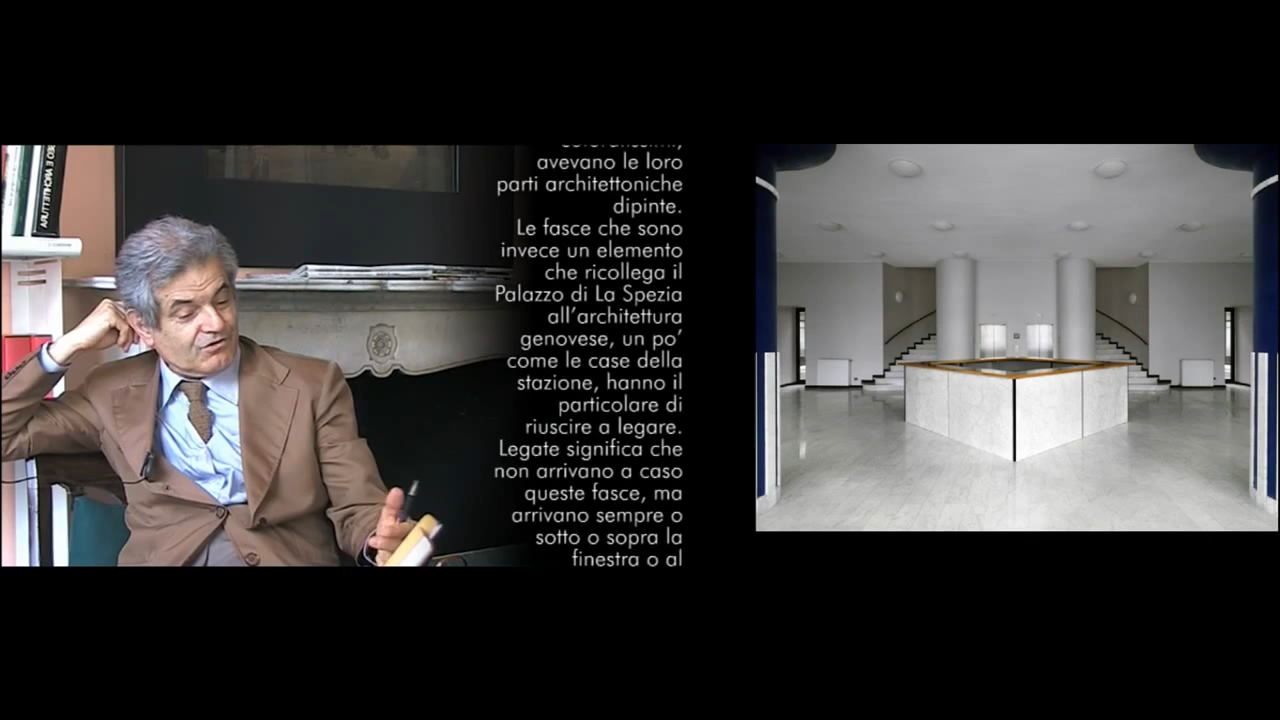 avevano le loro
parti architettoniche
dipinte.
Le fasce che sono
invece un elemento
che ricollega il
Palazzo di La Spezia
all'architettura
genovese, un po'
come le case della
stazione, hanno il
particolare di
riuscire a legare.
Legate significa che
non arrivano a caso
queste fasce, ma
arrivano sempre o
sotto o sopra la
finestra o al